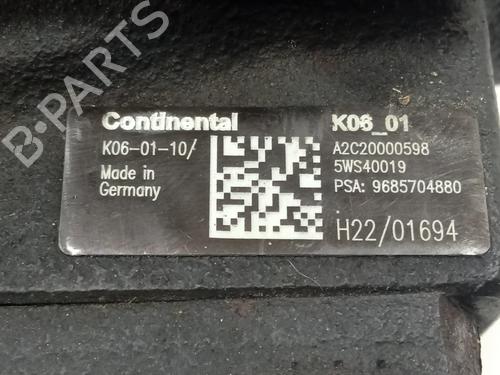 B-PARTS
Continental
K06_01
K06-01-10/
A2C20000598
Made in
Germany
5WS40019
PSA: 9685704880
H22/01694